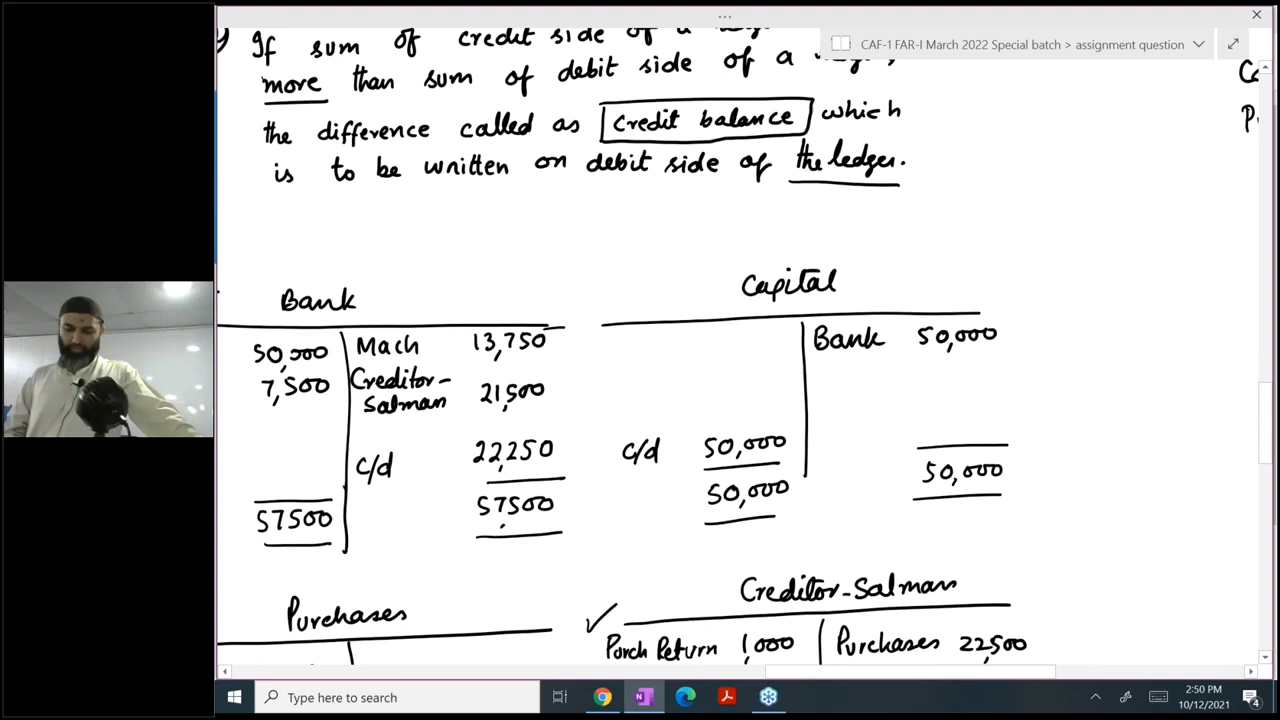 CAF-1 FAR-I March 2022 Special batch > assignment question
If sum of credit side of a
more than sum of debit side of a
the difference called as credit balance which
is to be written on debit side of the ledger.
Bank
50,000 Mach 13,750
7,500 Creditor-
Salman 21,500
c/d 22,250
57500 57,500
Capital
Bank 50,000
c/d 50,000
50,000 50,000
Purchases
Creditor-Salman
Purch Return 1,000 Purchases 22,500
Type here to search
2:50 PM
10/12/2021
4